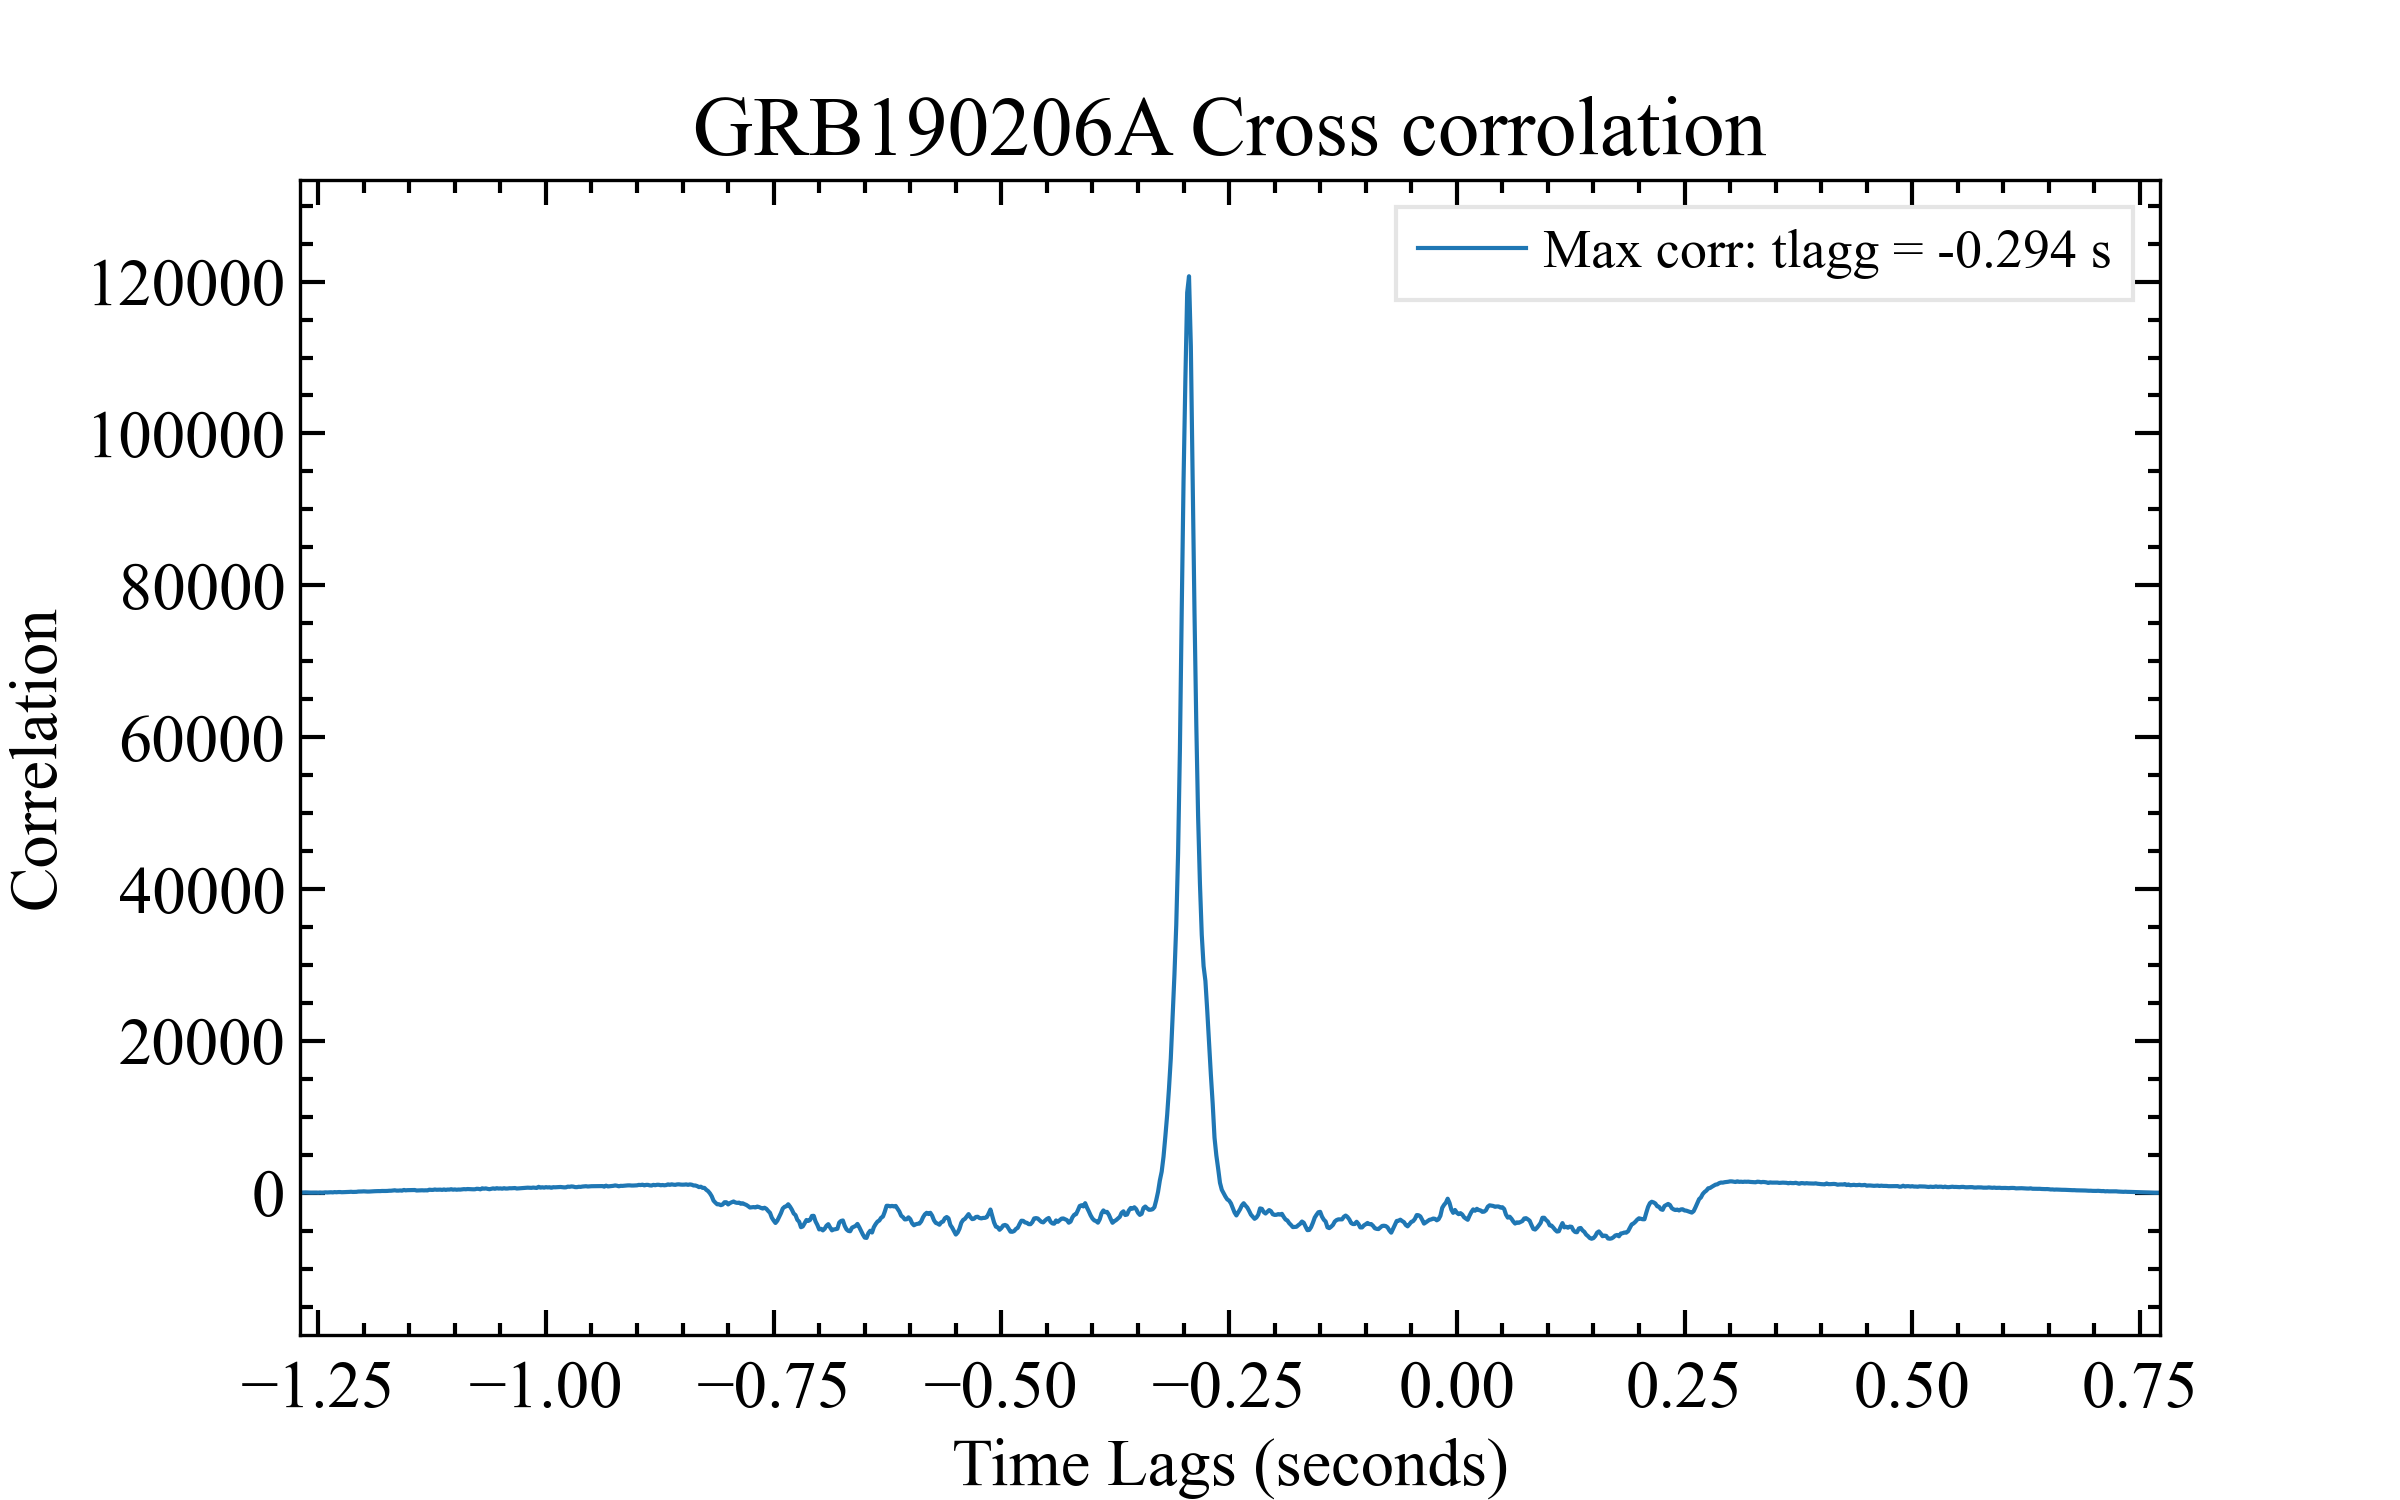 GRB190206A Cross corrolation
Max corr: tlagg = -0.294 s
120000
100000
80000
60000
40000
20000
0
Correlation
−1.25 −1.00 −0.75 −0.50 −0.25 0.00 0.25 0.50 0.75
Time Lags (seconds)